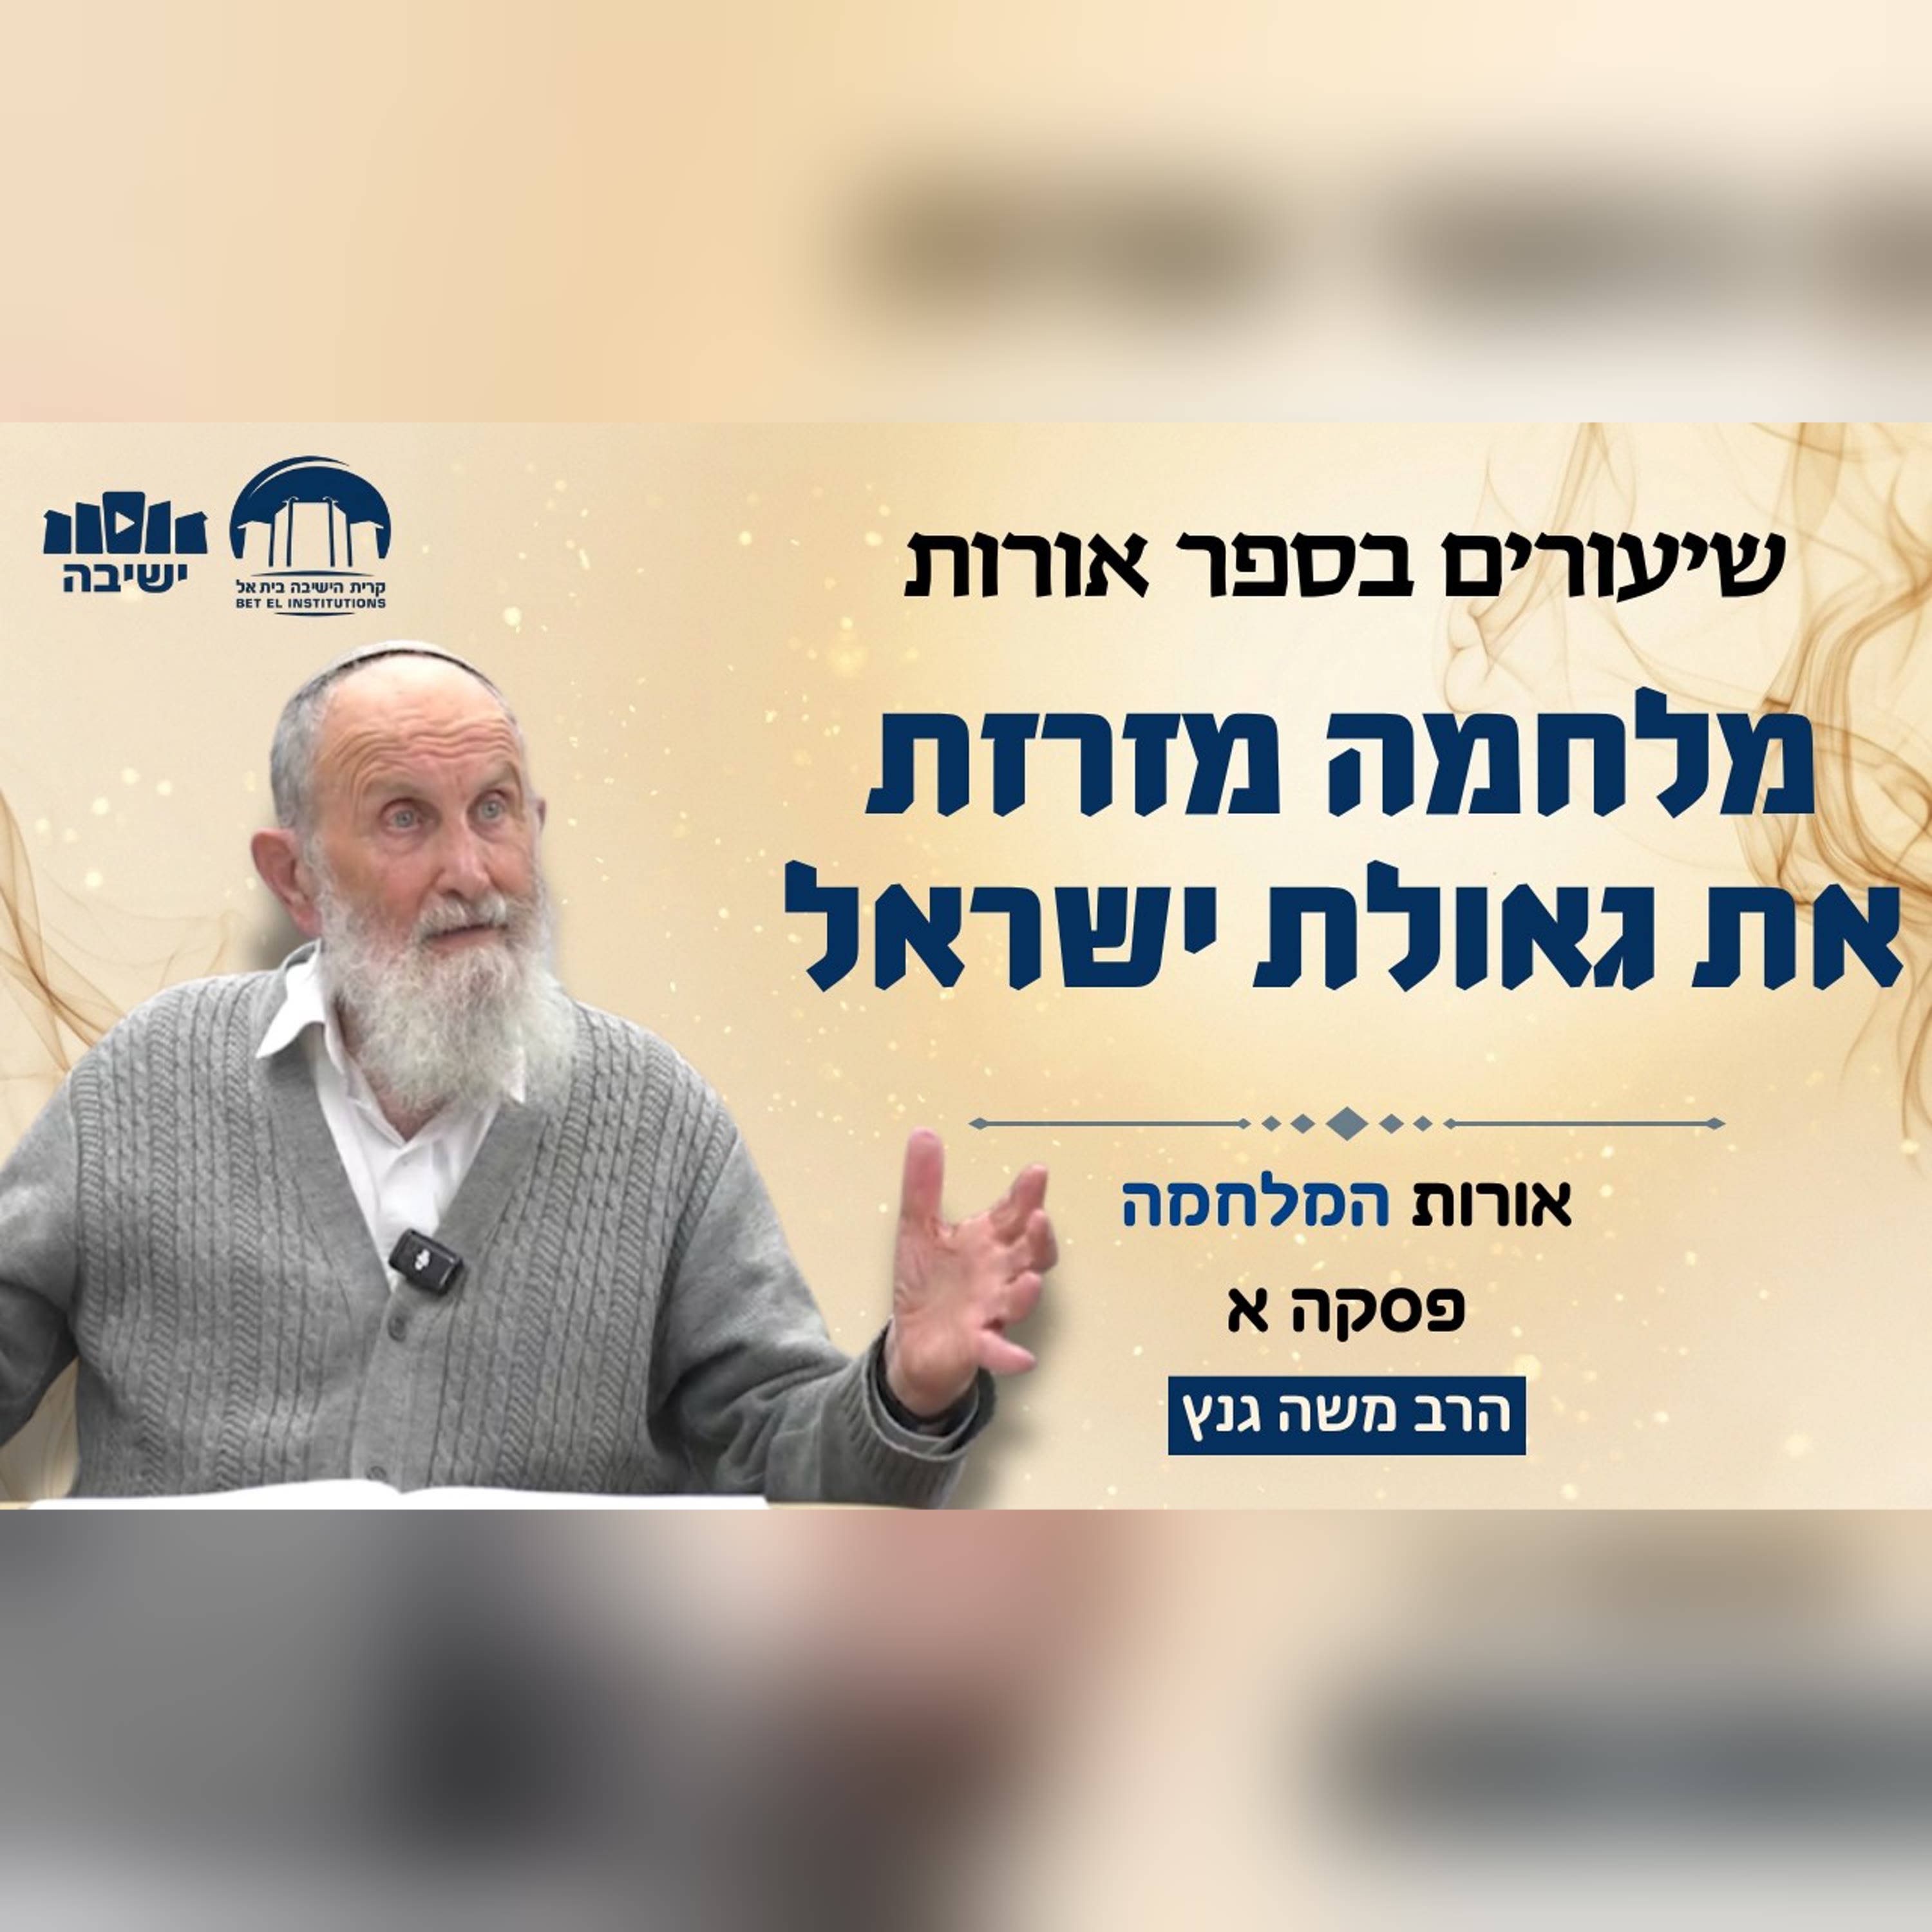 ישיבה
קרית הישיבה בית אל
BET EL INSTITUTIONS
שיעורים בספר אורות
מלחמה מזרזת
את גאולת ישראל
אורות המלחמה
פסקה א
הרב משה גנץ